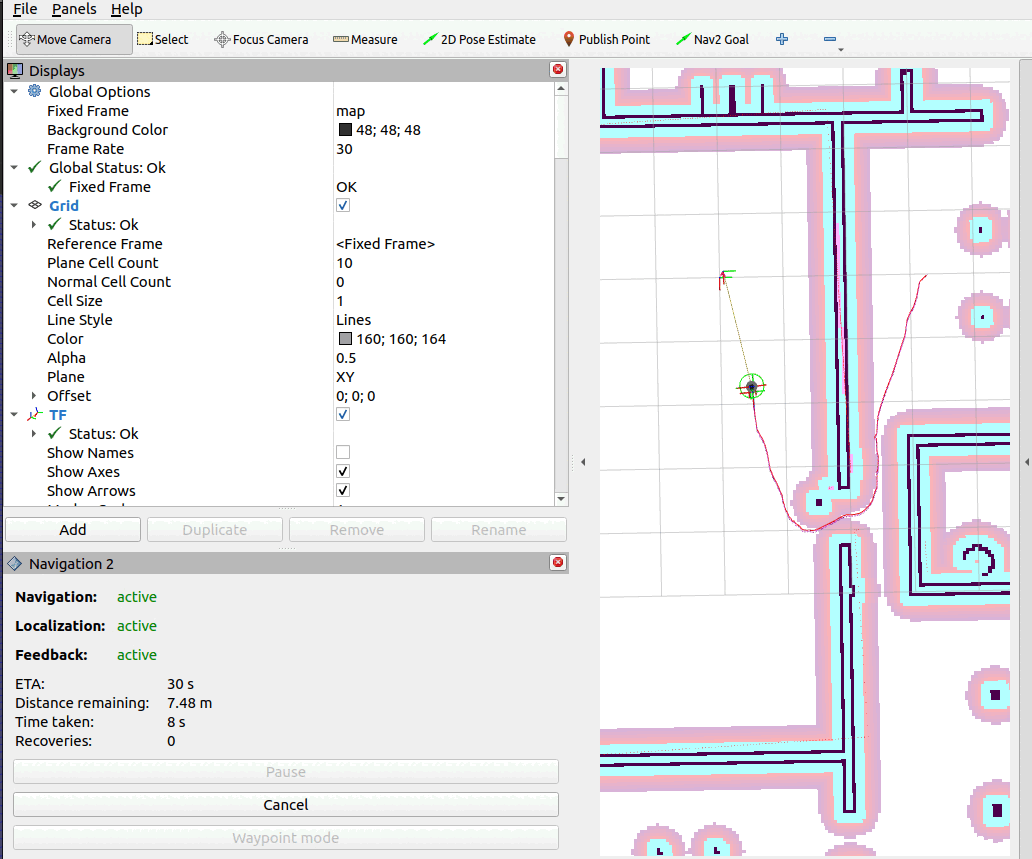 File Panels Help
Move Camera Select Focus Camera Measure 2D Pose Estimate Publish Point Nav2 Goal
Displays
Global Options
Fixed Frame map
Background Color 48; 48; 48
Frame Rate 30
Global Status: Ok
Fixed Frame OK
Grid
Status: Ok
Reference Frame <Fixed Frame>
Plane Cell Count 10
Normal Cell Count 0
Cell Size 1
Line Style Lines
Color 160; 160; 164
Alpha 0.5
Plane XY
Offset 0; 0; 0
TF
Status: Ok
Show Names
Show Axes
Show Arrows
Add Duplicate Remove Rename
Navigation 2
Navigation: active
Localization: active
Feedback: active
ETA: 30 s
Distance remaining: 7.48 m
Time taken: 8 s
Recoveries: 0
Pause
Cancel
Waypoint mode